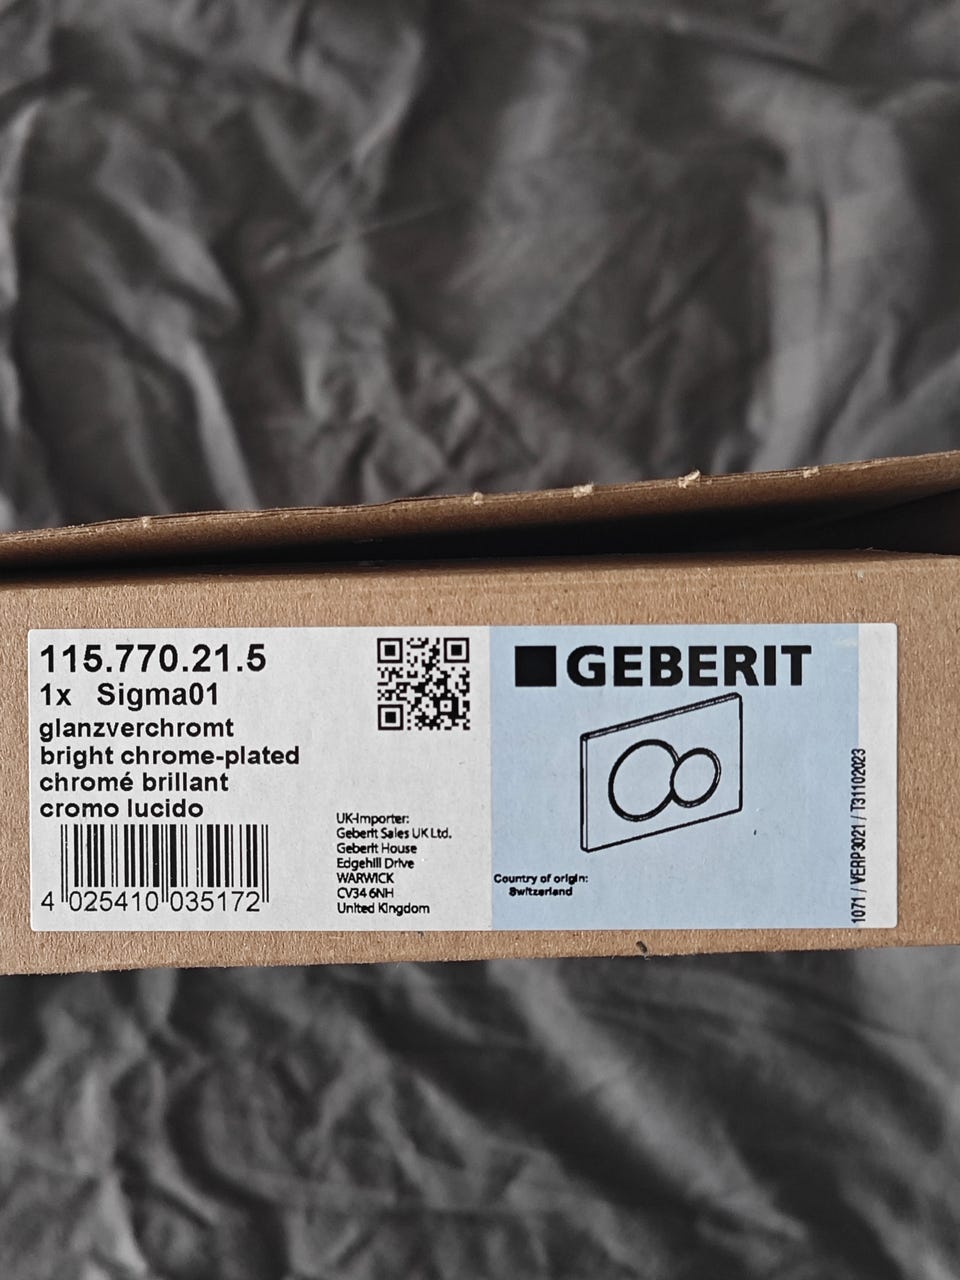 115.770.21.5
1x Sigma01
glanzverchromt
bright chrome-plated
chromé brillant
cromo lucido
4 025410 035172
UK-Importer:
Geberit Sales UK Ltd.
Geberit House
Edgehill Drive
WARWICK
CV34 6NH
United Kingdom
GEBERIT
Country of origin:
Switzerland
1071 / VERP3021 / T31102023